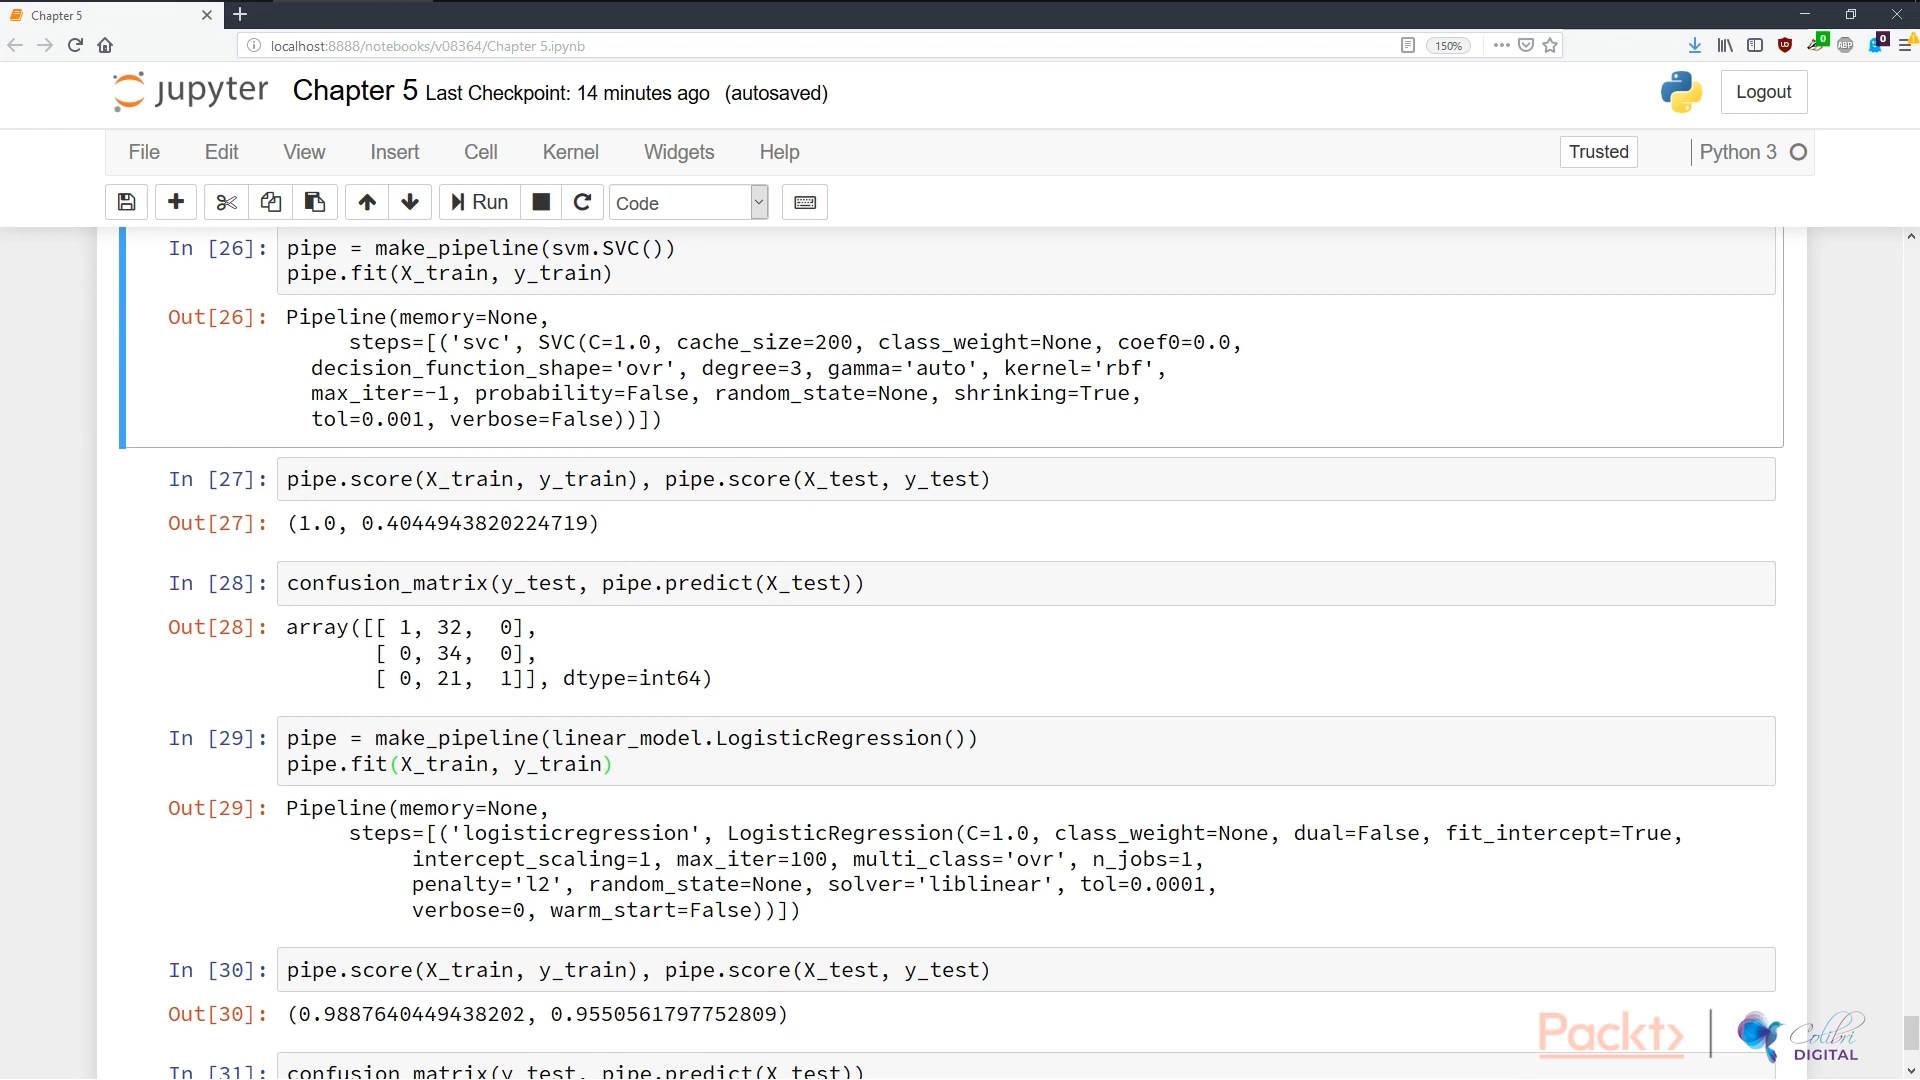 Chapter 5
localhost:8888/notebooks/v08364/Chapter 5.ipynb
150%
0
ABP
0
jupyter Chapter 5 Last Checkpoint: 14 minutes ago (autosaved)
Logout
File Edit View Insert Cell Kernel Widgets Help
Trusted
Python 3
Run
Code
In [26]: pipe = make_pipeline(svm.SVC())
pipe.fit(X_train, y_train)
Out[26]: Pipeline(memory=None,
steps=[('svc', SVC(C=1.0, cache_size=200, class_weight=None, coef0=0.0,
decision_function_shape='ovr', degree=3, gamma='auto', kernel='rbf',
max_iter=-1, probability=False, random_state=None, shrinking=True,
tol=0.001, verbose=False))])
In [27]: pipe.score(X_train, y_train), pipe.score(X_test, y_test)
Out[27]: (1.0, 0.4044943820224719)
In [28]: confusion_matrix(y_test, pipe.predict(X_test))
Out[28]: array([[ 1, 32, 0],
[ 0, 34, 0],
[ 0, 21, 1]], dtype=int64)
In [29]: pipe = make_pipeline(linear_model.LogisticRegression())
pipe.fit(X_train, y_train)
Out[29]: Pipeline(memory=None,
steps=[('logisticregression', LogisticRegression(C=1.0, class_weight=None, dual=False, fit_intercept=True,
intercept_scaling=1, max_iter=100, multi_class='ovr', n_jobs=1,
penalty='l2', random_state=None, solver='liblinear', tol=0.0001,
verbose=0, warm_start=False))])
In [30]: pipe.score(X_train, y_train), pipe.score(X_test, y_test)
Out[30]: (0.9887640449438202, 0.9550561797752809)
Packt>
Colibri
DIGITAL
In [31]: confusion_matrix(y_test, pipe.predict(X_test))